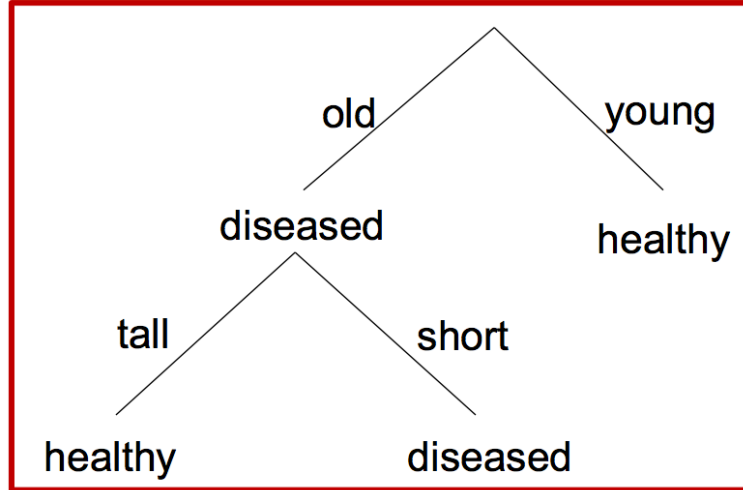 old
young
diseased
healthy
tall
short
healthy
diseased